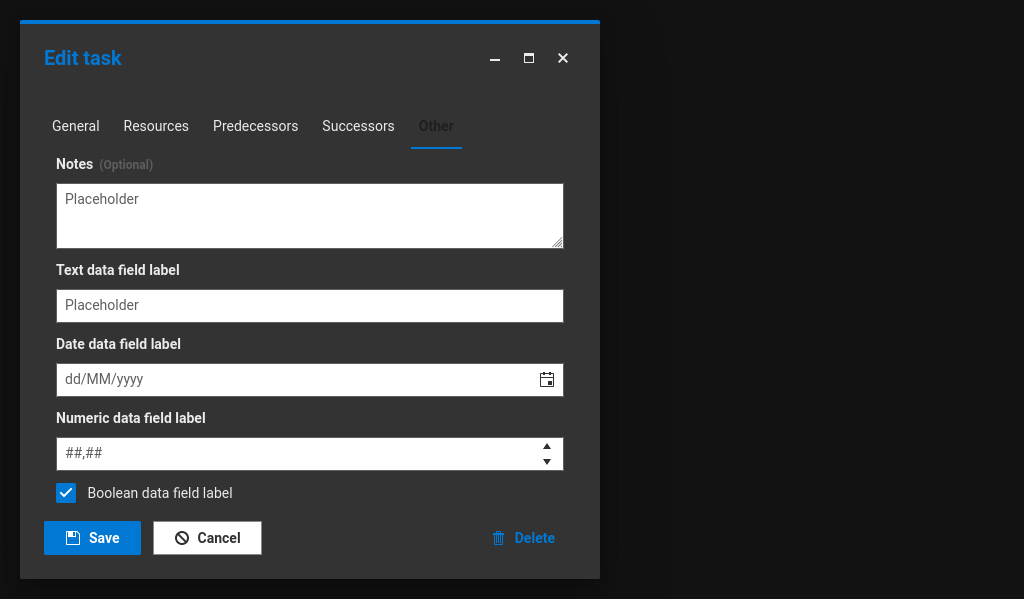 Edit task
General Resources Predecessors Successors Other
Notes (Optional)
Placeholder
Text data field label
Placeholder
Date data field label
dd/MM/yyyy
Numeric data field label
##,##
Boolean data field label
Save Cancel Delete